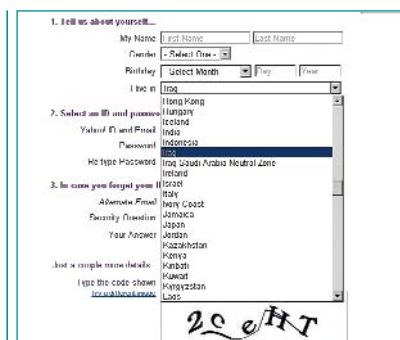 1. Tell us about yourself...
My Name First Name Last Name
Gender - Select One -
Birthday - Select Month Day Year
I live in Iraq
Hong Kong
Hungary
Iceland
India
Indonesia
Iraq
Iraq Saudi Arabia Neutral Zone
Ireland
Israel
Italy
Ivory Coast
Jamaica
Japan
Jordan
Kazakhstan
Kenya
Kiribati
Kuwait
Kyrgyzstan
Laos
2. Select an ID and passwo
Yahoo! ID and Email
Password
Re-type Password
3. In case you forget your I
Alternate Email
Security Question
Your Answer
Just a couple more details
Type the code shown
Try a different image
2CeHT